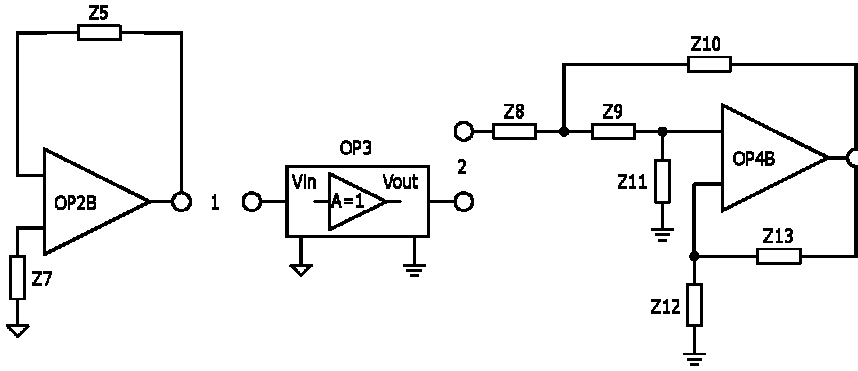 Z5
OP2B
Z7
1
OP3
Vin
A=1
Vout
2
Z8
Z9
Z10
Z11
OP4B
Z12
Z13